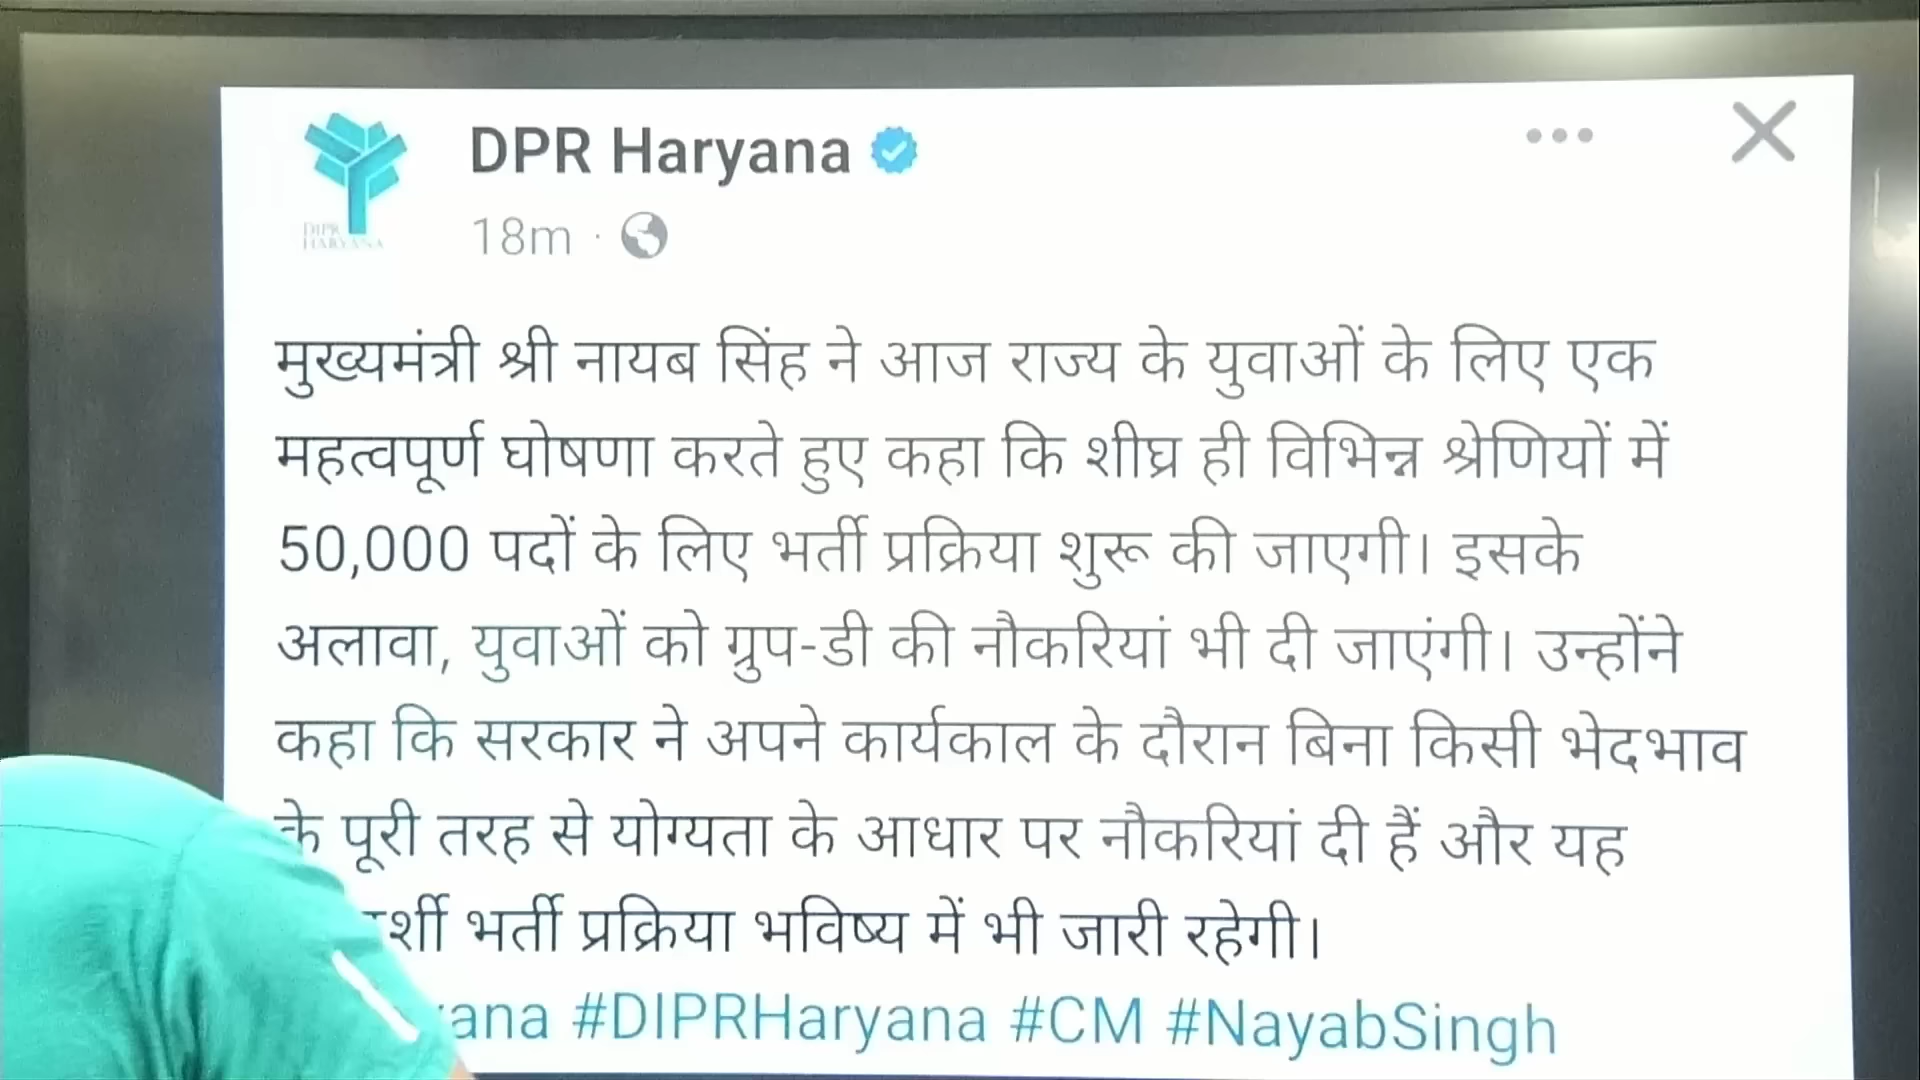 DPR Haryana
DIPR
HARYANA
18m ·
मुख्यमंत्री श्री नायब सिंह ने आज राज्य के युवाओं के लिए एक
महत्वपूर्ण घोषणा करते हुए कहा कि शीघ्र ही विभिन्न श्रेणियों में
50,000 पदों के लिए भर्ती प्रक्रिया शुरू की जाएगी। इसके
अलावा, युवाओं को ग्रुप-डी की नौकरियां भी दी जाएंगी। उन्होंने
कहा कि सरकार ने अपने कार्यकाल के दौरान बिना किसी भेदभाव
के पूरी तरह से योग्यता के आधार पर नौकरियां दी हैं और यह
भर्ती प्रक्रिया भविष्य में भी जारी रहेगी।
#DIPRHaryana #CM #NayabSingh